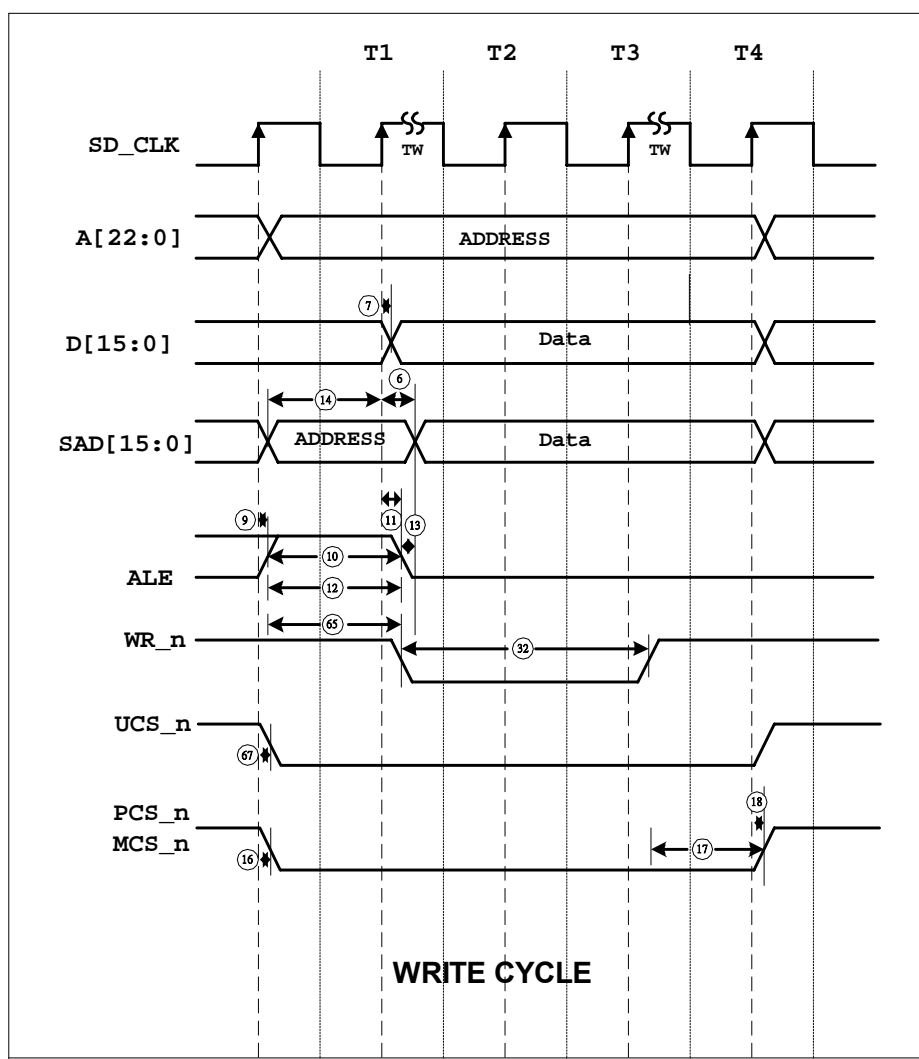 T1 T2 T3 T4
SD_CLK
TW TW
A[22:0] ADDRESS
7
D[15:0] Data
14 6
SAD[15:0] ADDRESS Data
9 11 13
10
ALE 12
65
WR_n 32
UCS_n
67
PCS_n 18
MCS_n 17
16
WRITE CYCLE